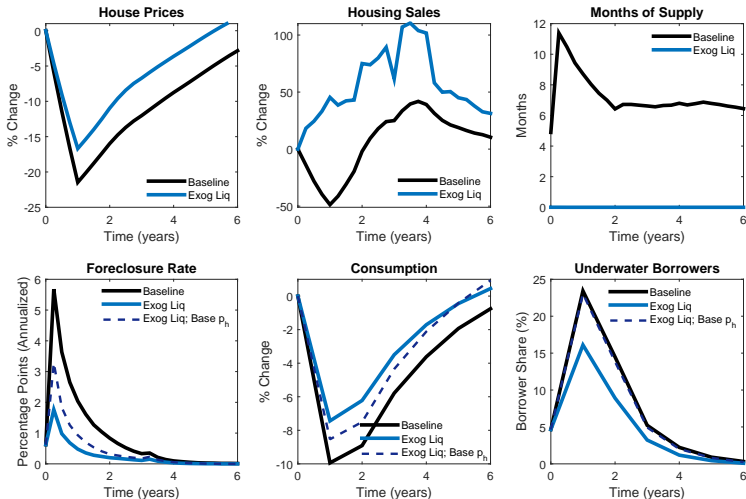 House Prices
Housing Sales
Months of Supply
0
-5
-10
-15
-20
-25
% Change
Baseline
Exog Liq
0 2 4 6
Time (years)
100
50
0
-50
% Change
Baseline
Exog Liq
0 2 4 6
Time (years)
12
10
8
6
4
2
0
Months
Baseline
Exog Liq
0 2 4 6
Time (years)
Foreclosure Rate
Consumption
Underwater Borrowers
6
5
4
3
2
1
0
Percentage Points (Annualized)
Baseline
Exog Liq
Exog Liq; Base p_h
0 2 4 6
Time (years)
0
-2
-4
-6
-8
-10
% Change
Baseline
Exog Liq
Exog Liq; Base p_h
0 2 4 6
Time (years)
25
20
15
10
5
0
Borrower Share (%)
Baseline
Exog Liq
Exog Liq; Base p_h
0 2 4 6
Time (years)